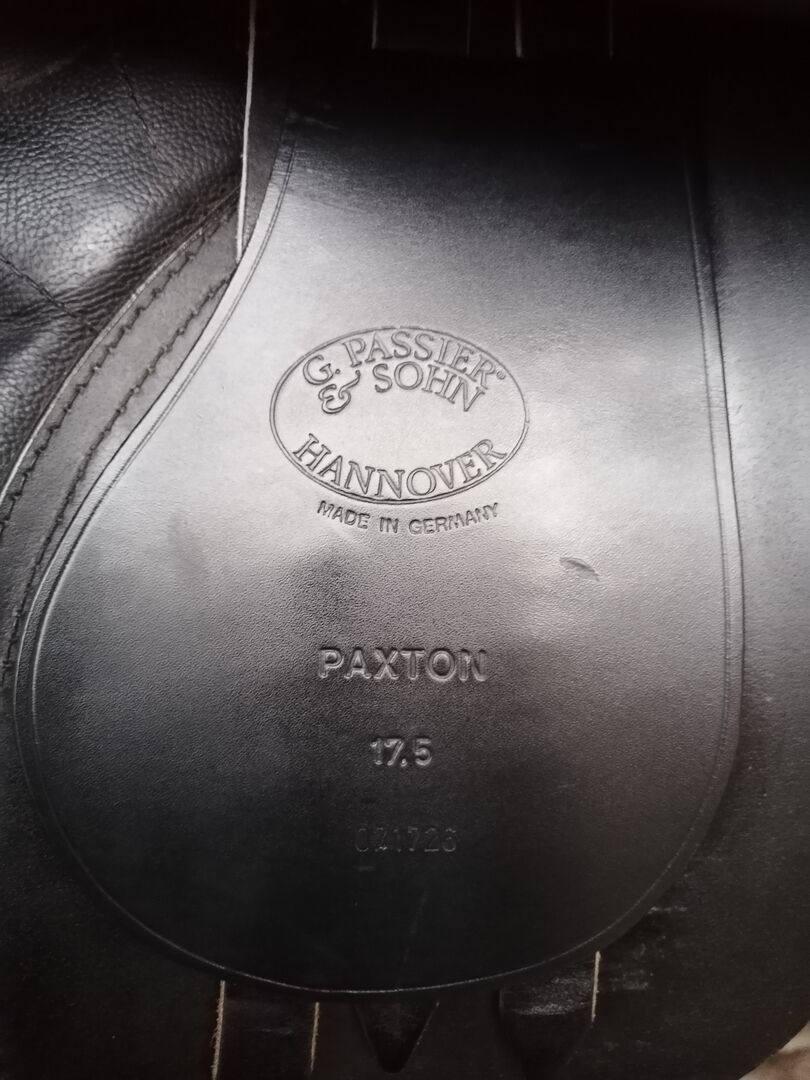 G. PASSIER®
& SOHN
HANNOVER
MADE IN GERMANY
PAXTON
17,5